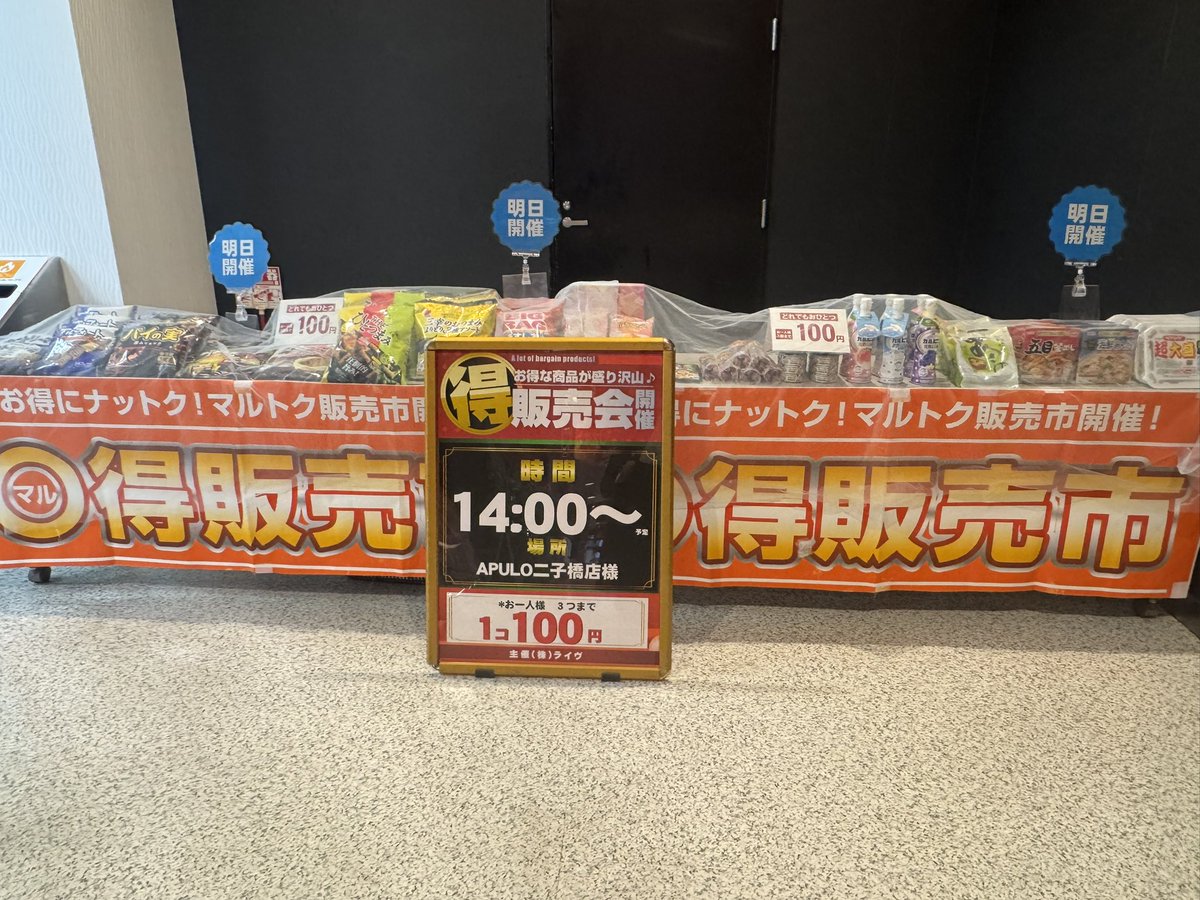 明日
開催
明日
開催
明日
開催
どれでもおひとつ
100円
どれでもおひとつ
100円
パイの実
カルピス
五目釜めし
A lot of bargain products!
お得な商品が盛り沢山♪
得
販売会開催
時間
14:00〜
予定
場所
APULO二子橋店様
*お一人様 3つまで
1コ100円
主催(株)ライヴ
お得にナットク!マルトク販売市開
マル
得販売
にナットク!マルトク販売市開催!
得販売市